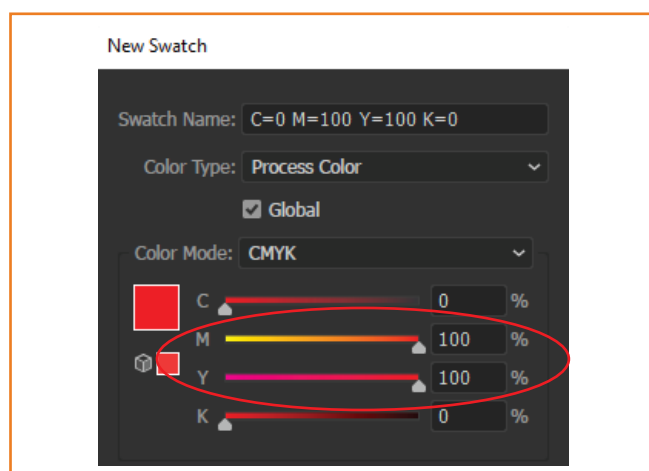 New Swatch
Swatch Name: C=0 M=100 Y=100 K=0
Color Type: Process Color
Global
Color Mode: CMYK
C 0 %
M 100 %
Y 100 %
K 0 %